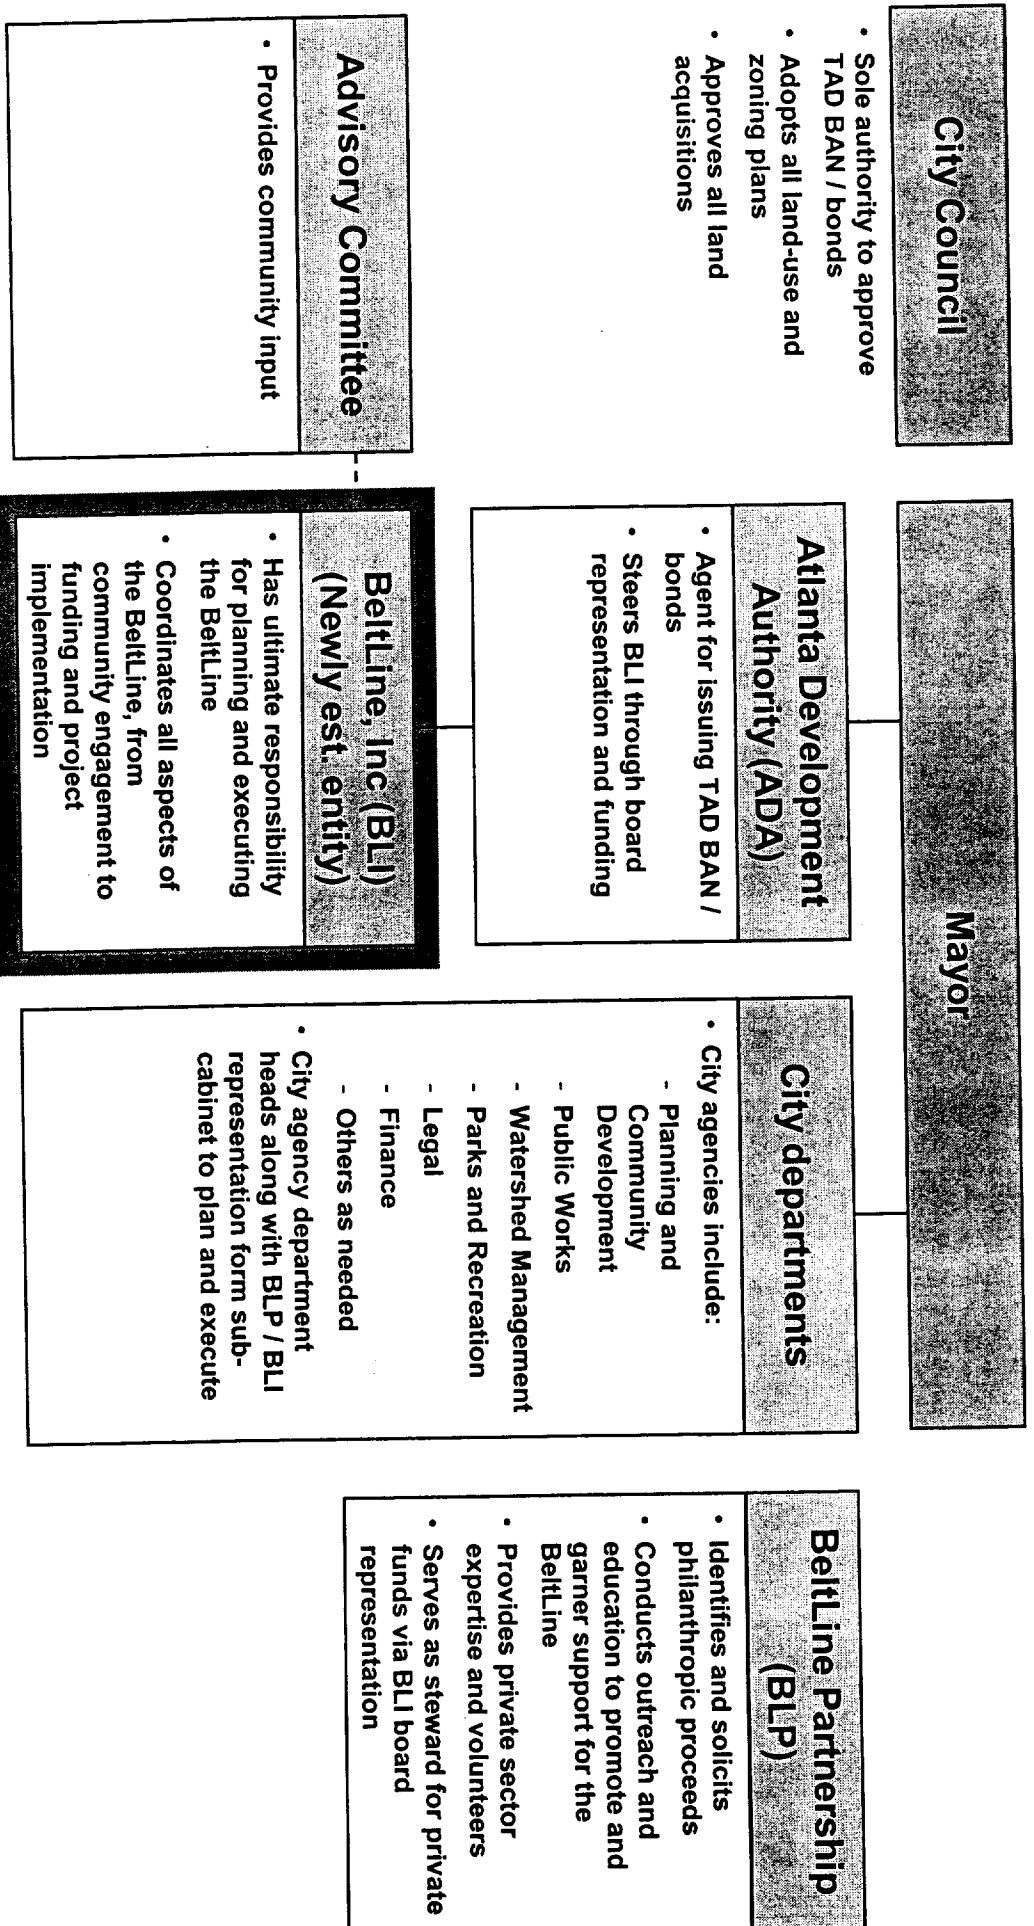 City Council
• Sole authority to approve
TAD BAN / bonds
• Adopts all land-use and
zoning plans
• Approves all land
acquisitions
Mayor
Atlanta Development
Authority (ADA)
• Agent for issuing TAD BAN /
bonds
• Steers BLI through board
representation and funding
City departments
• City agencies include:
- Planning and
Community
Development
- Public Works
- Watershed Management
- Parks and Recreation
- Legal
- Finance
- Others as needed
• City agency department
heads along with BLP / BLI
representation form sub-
cabinet to plan and execute
BeltLine Partnership
(BLP)
• Identifies and solicits
philanthropic proceeds
• Conducts outreach and
education to promote and
garner support for the
BeltLine
• Provides private sector
expertise and volunteers
• Serves as steward for private
funds via BLI board
representation
Advisory Committee
• Provides community input
BeltLine, Inc (BLI)
(Newly est. entity)
• Has ultimate responsibility
for planning and executing
the BeltLine
• Coordinates all aspects of
the BeltLine, from
community engagement to
funding and project
implementation